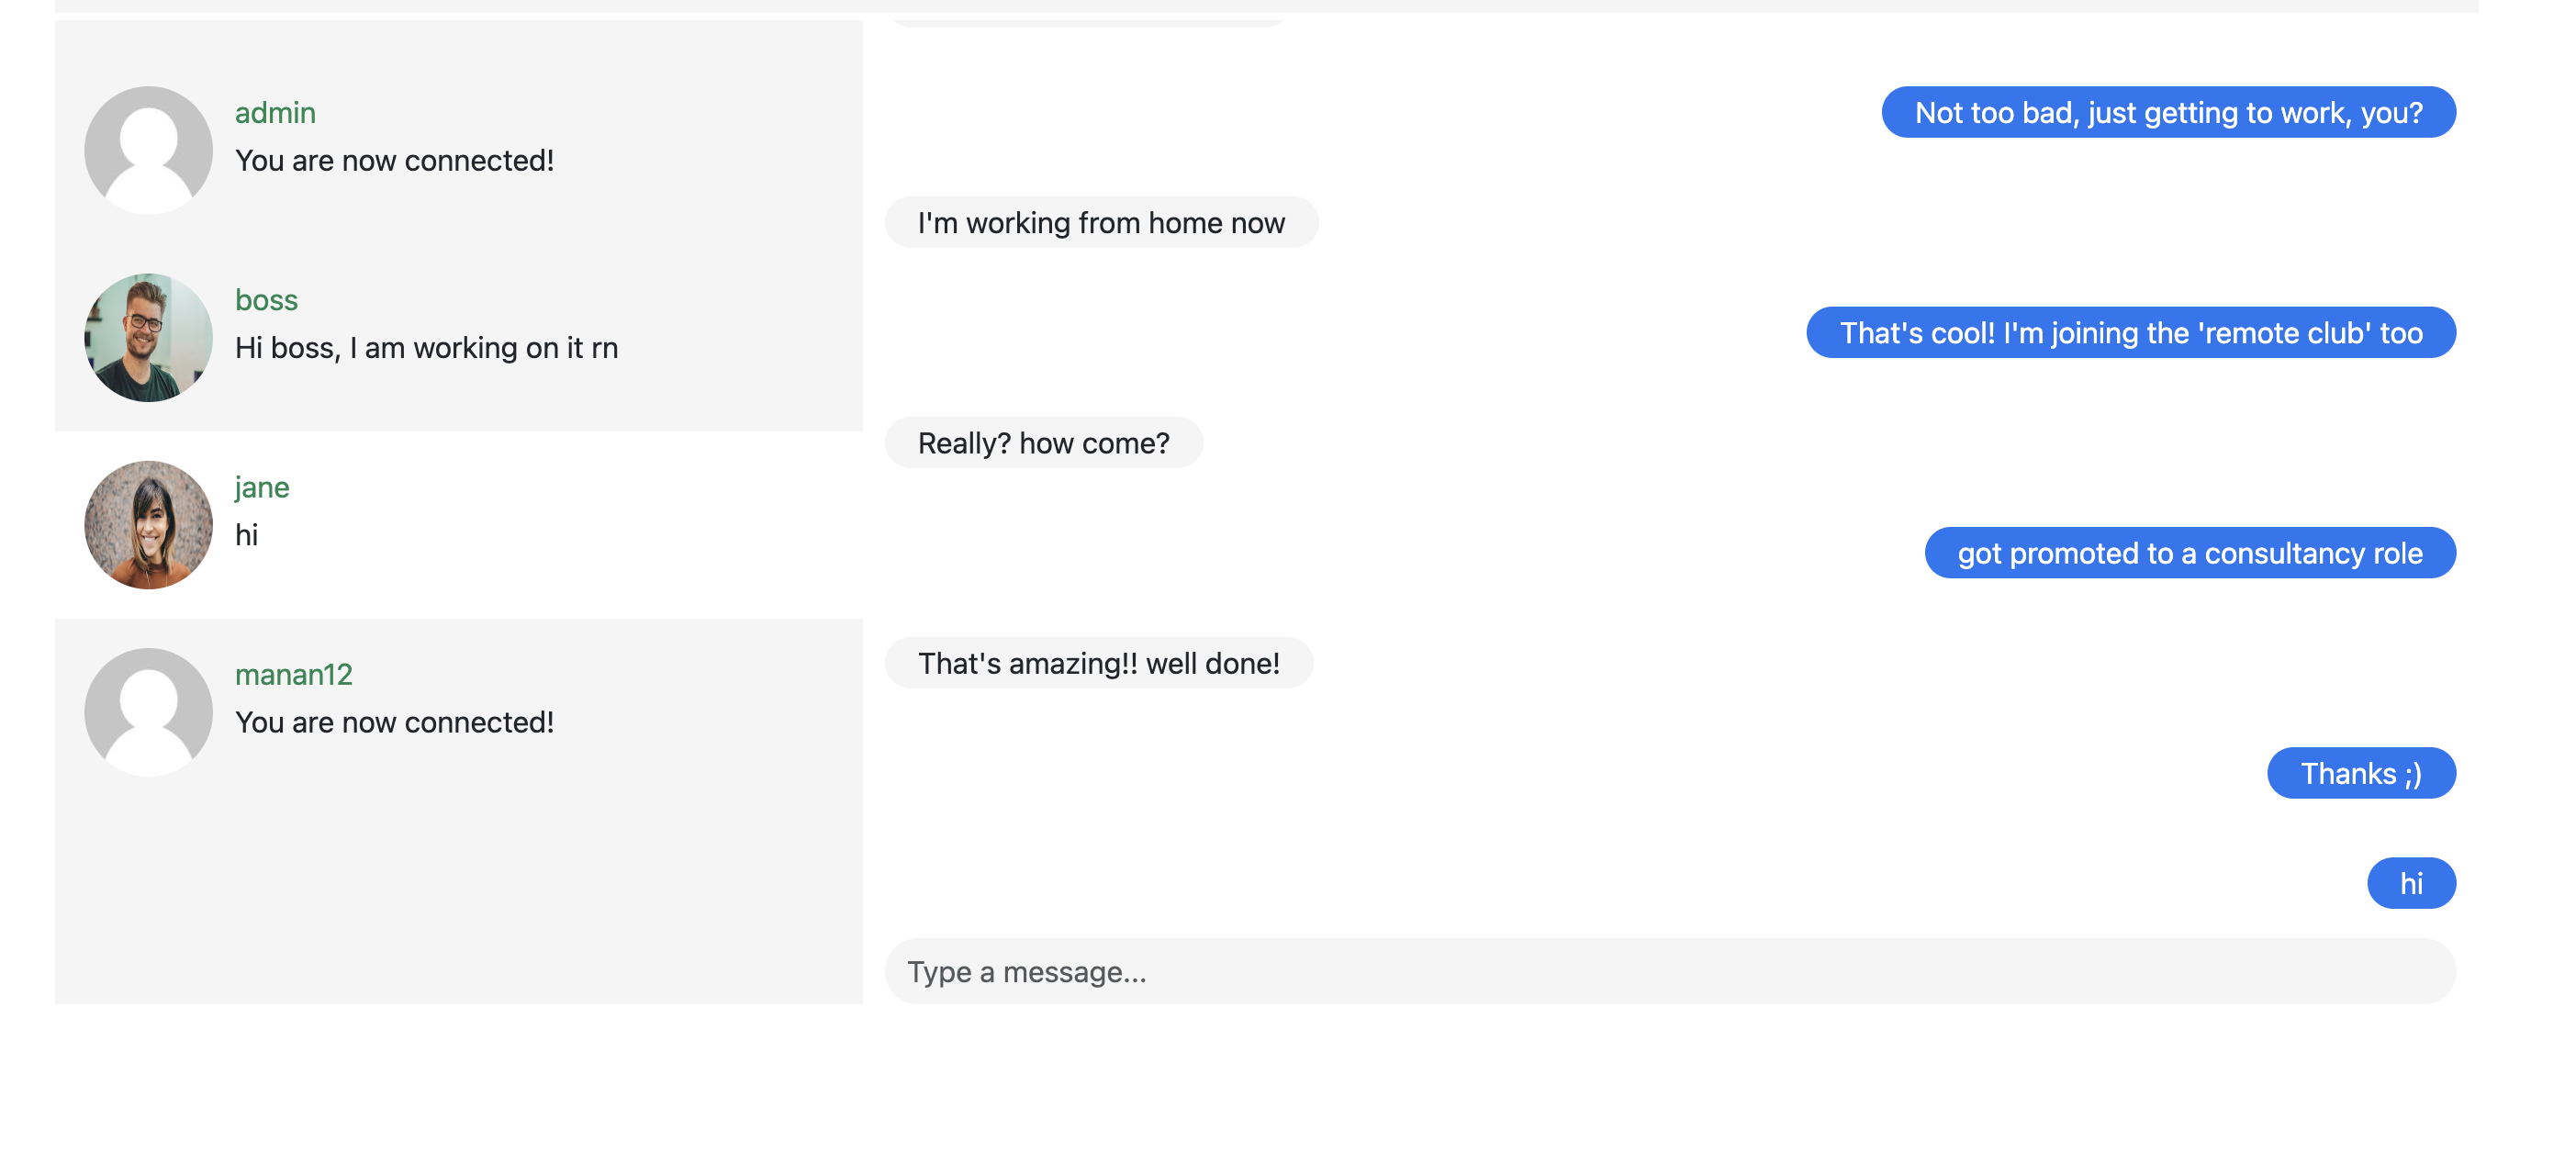 admin
You are now connected!
boss
Hi boss, I am working on it rn
jane
hi
manan12
You are now connected!
Not too bad, just getting to work, you?
I'm working from home now
That's cool! I'm joining the 'remote club' too
Really? how come?
got promoted to a consultancy role
That's amazing!! well done!
Thanks ;)
hi
Type a message...